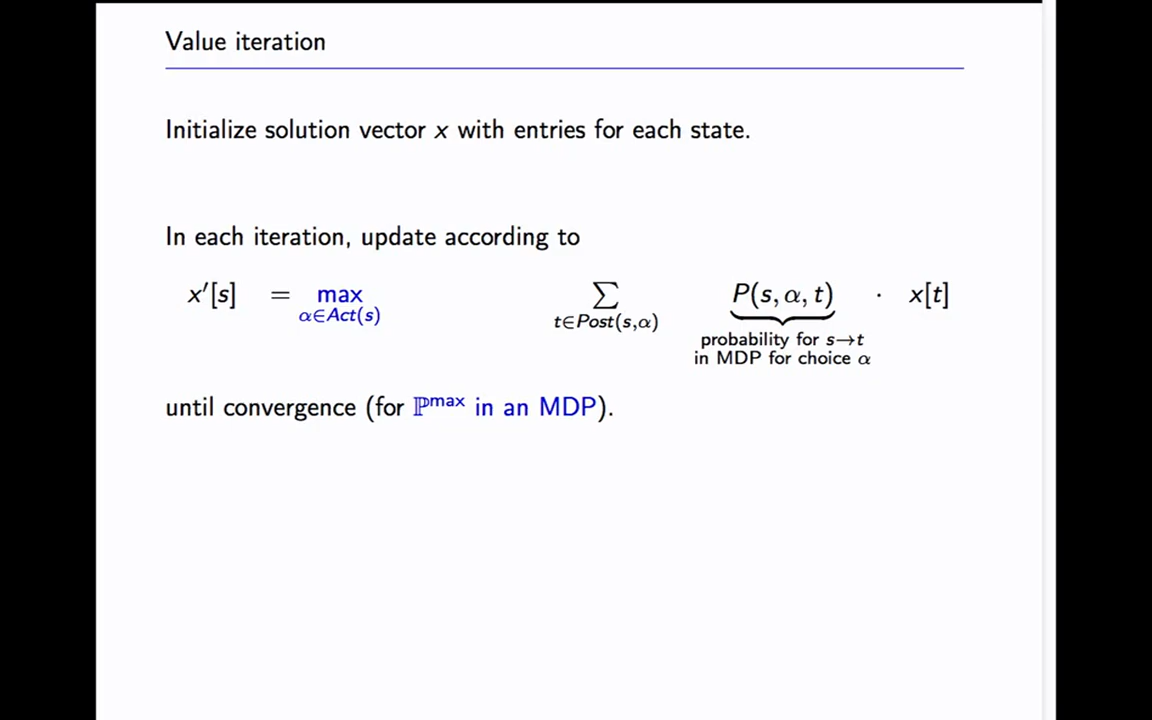 Value iteration
Initialize solution vector x with entries for each state.
In each iteration, update according to
x′[s] = max ∑ P(s, α, t) · x[t]
α∈Act(s) t∈Post(s,α)
probability for s→t
in MDP for choice α
until convergence (for ℙmax in an MDP).